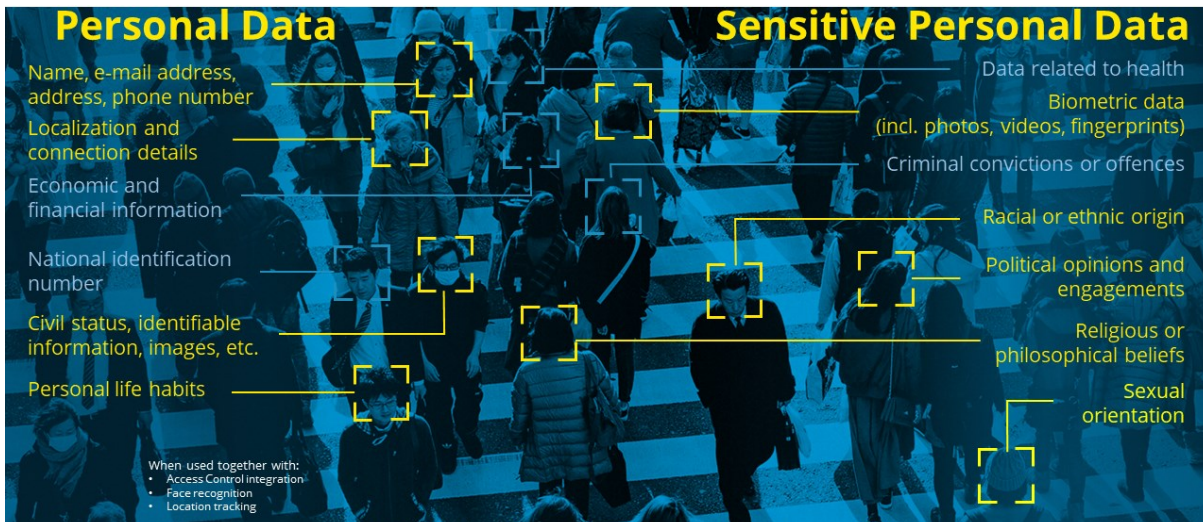 Personal Data
Name, e-mail address,
address, phone number
Localization and
connection details
Economic and
financial information
National identification
number
Civil status, identifiable
information, images, etc.
Personal life habits
When used together with:
• Access Control integration
• Face recognition
• Location tracking
Sensitive Personal Data
Data related to health
Biometric data
(incl. photos, videos, fingerprints)
Criminal convictions or offences
Racial or ethnic origin
Political opinions and
engagements
Religious or
philosophical beliefs
Sexual
orientation